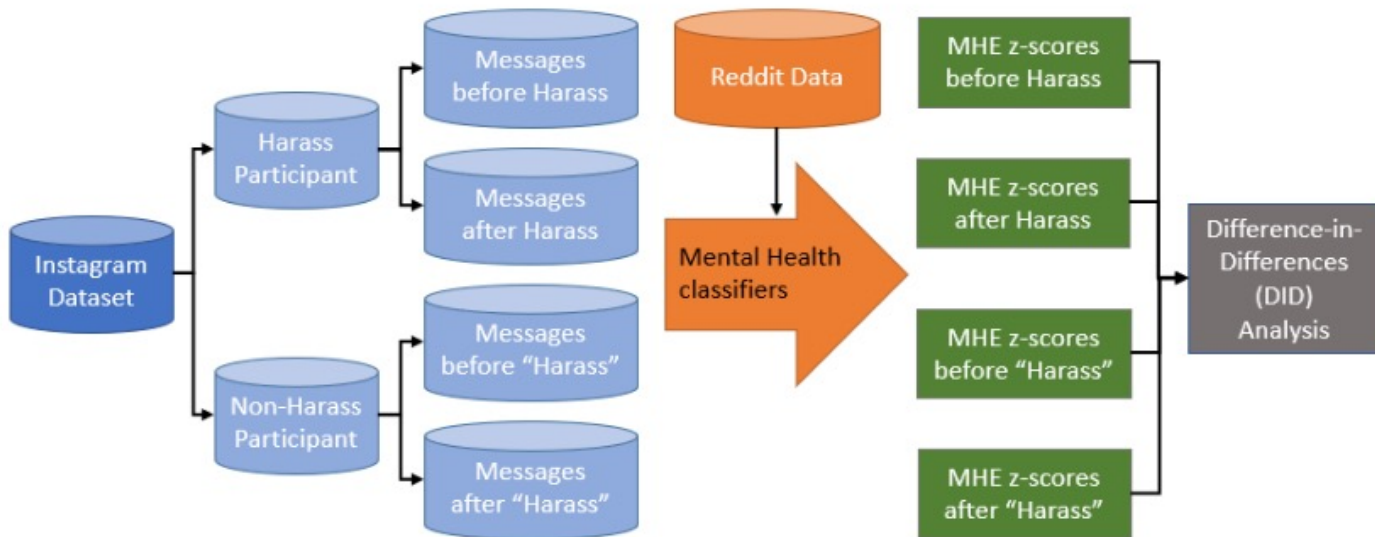 Instagram
Dataset
Harass
Participant
Non-Harass
Participant
Messages
before Harass
Messages
after Harass
Messages
before “Harass”
Messages
after “Harass”
Reddit Data
Mental Health
classifiers
MHE z-scores
before Harass
MHE z-scores
after Harass
MHE z-scores
before “Harass”
MHE z-scores
after “Harass”
Difference-in-
Differences
(DID)
Analysis